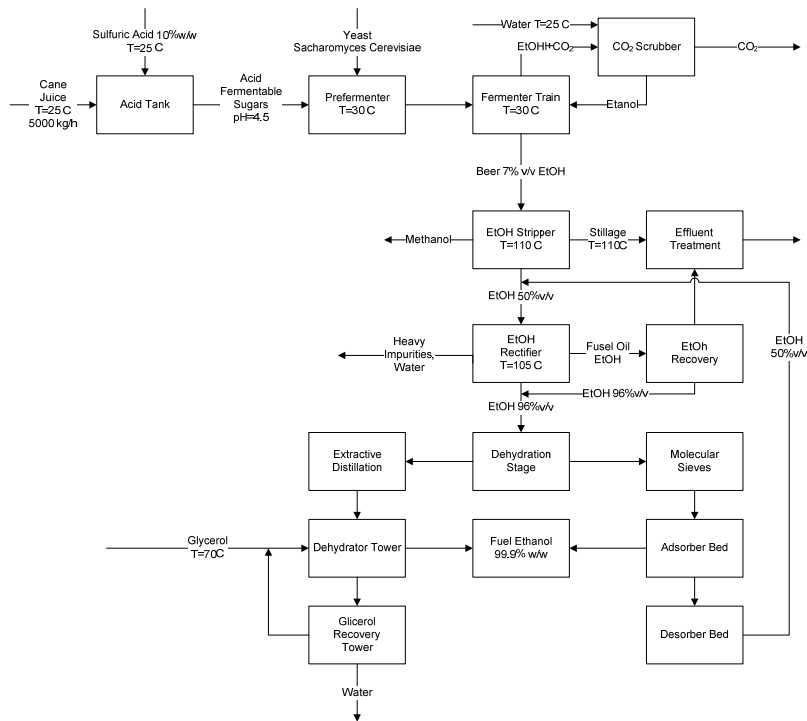 Sulfuric Acid 10%w/w
T=25 C
Yeast
Sacharomyces Cerevisiae
Water T=25 C
EtOHl+CO₂
CO₂ Scrubber
CO₂
Cane
Juice
T=25 C
5000 kg/h
Acid Tank
Acid
Fermentable
Sugars
pH=4.5
Prefermenter
T=30 C
Fermenter Train
T=30 C
Etanol
Beer 7% v/v EtOH
Methanol
EtOH Stripper
T=110 C
Stillage
T=110C
Effluent
Treatment
EtOH 50%v/v
Heavy
Impurities,
Water
EtOH
Rectifier
T=105 C
Fusel Oil
EtOH
EtOh
Recovery
EtOH
50%v/v
EtOH 96%v/v
EtOH 96%v/v
Extractive
Distillation
Dehydration
Stage
Molecular
Sieves
Glycerol
T=70C
Dehydrator Tower
Fuel Ethanol
99.9% w/w
Adsorber Bed
Glicerol
Recovery
Tower
Desorber Bed
Water